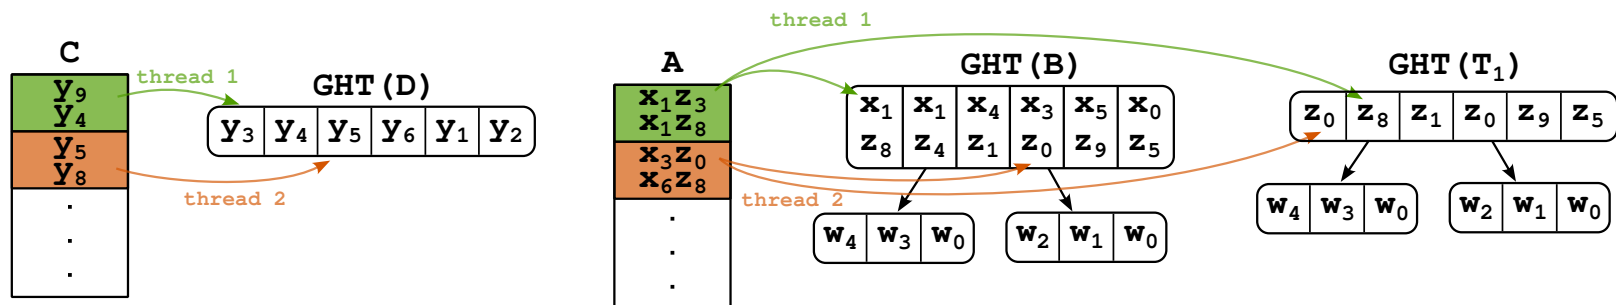 thread 1
C
A
GHT(B)
GHT(T₁)
thread 1
GHT(D)
y₉
y₄
y₃ y₄ y₅ y₆ y₁ y₂
y₅
y₈
thread 2
.
.
.
x₁z₃
x₁z₈
x₃z₀
x₆z₈
.
.
.
x₁ x₁ x₄ x₃ x₅ x₀
z₈ z₄ z₁ z₀ z₉ z₅
z₀ z₈ z₁ z₀ z₉ z₅
thread 2
w₄ w₃ w₀
w₂ w₁ w₀
w₄ w₃ w₀
w₂ w₁ w₀